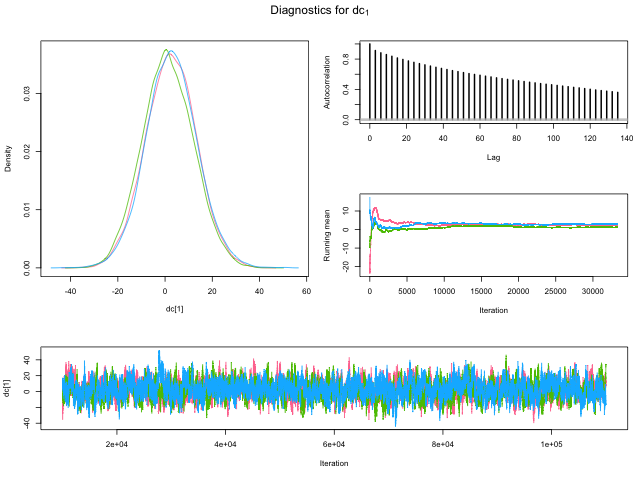 Diagnostics for dc₁
Density
0.00 0.01 0.02 0.03
-40 -20 0 20 40 60
dc[1]
Autocorrelation
0.0 0.4 0.8
0 20 40 60 80 100 120 140
Lag
Running mean
-20 -10 0 10
0 5000 10000 15000 20000 25000 30000
Iteration
dc[1]
-40 0 20 40
2e+04 4e+04 6e+04 8e+04 1e+05
Iteration